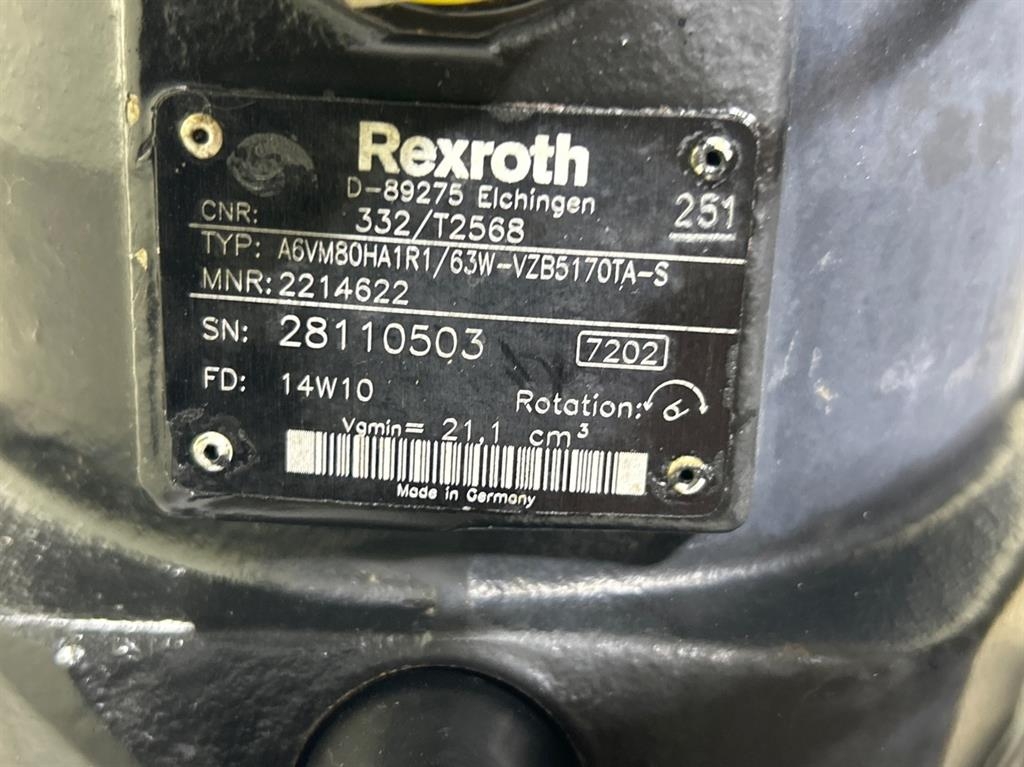 Rexroth
D-89275 Elchingen
251
CNR: 332/T2568
TYP: A6VM80HA1R1/63W-VZB5170TA-S
MNR: 2214622
SN: 28110503 7202
FD: 14W10
Rotation:
Vgmin= 21,1 cm³
Made in Germany